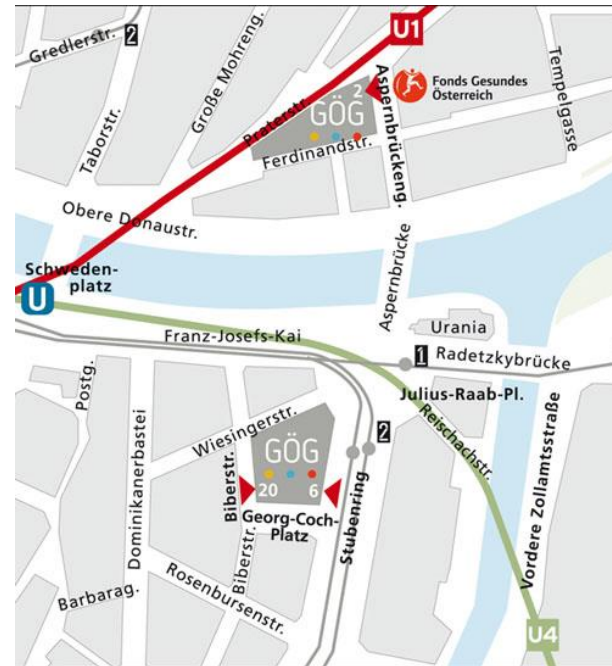 U1
2
Gredlerstr.
Taborstr.
Große Mohreng.
Praterstr.
2
GÖG
Ferdinandstr.
Aspernbrückeng.
Fonds Gesundes
Österreich
Tempelgasse
Obere Donaustr.
Schweden-
platz
U
Aspernbrücke
Franz-Josefs-Kai
Urania
1
Radetzkybrücke
Julius-Raab-Pl.
Postg.
Dominikanerbastei
Wiesingerstr.
GÖG
20
6
Biberstr.
Georg-Coch-
Platz
2
Stubenring
Reischachstr.
Vordere Zollamtsstraße
Biberstr.
Rosenbursenstr.
Barbarag.
U4